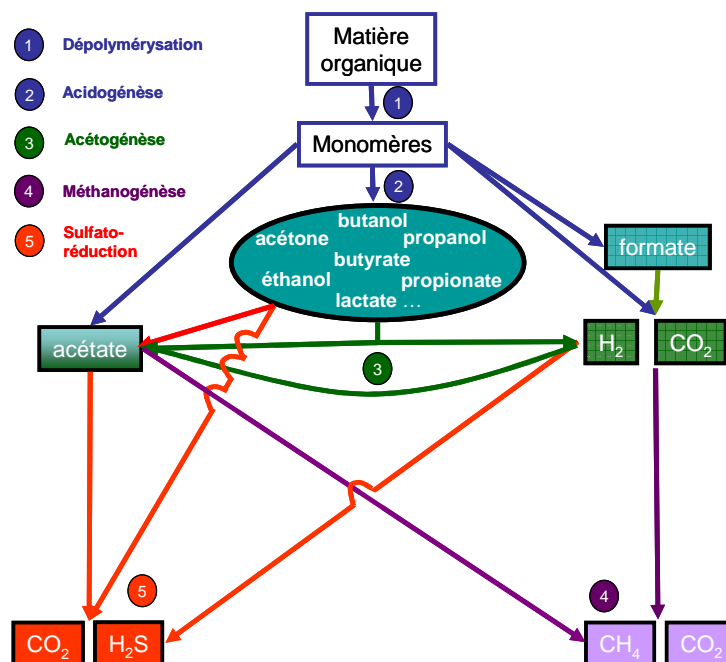 1 Dépolymérysation
2 Acidogénèse
3 Acétogénèse
4 Méthanogénèse
5 Sulfato-
réduction
Matière
organique
1
Monomères
2
butanol
acétone propanol
butyrate
éthanol propionate
lactate ...
formate
acétate
H2 CO2
3
5
4
CO2 H2S
CH4 CO2